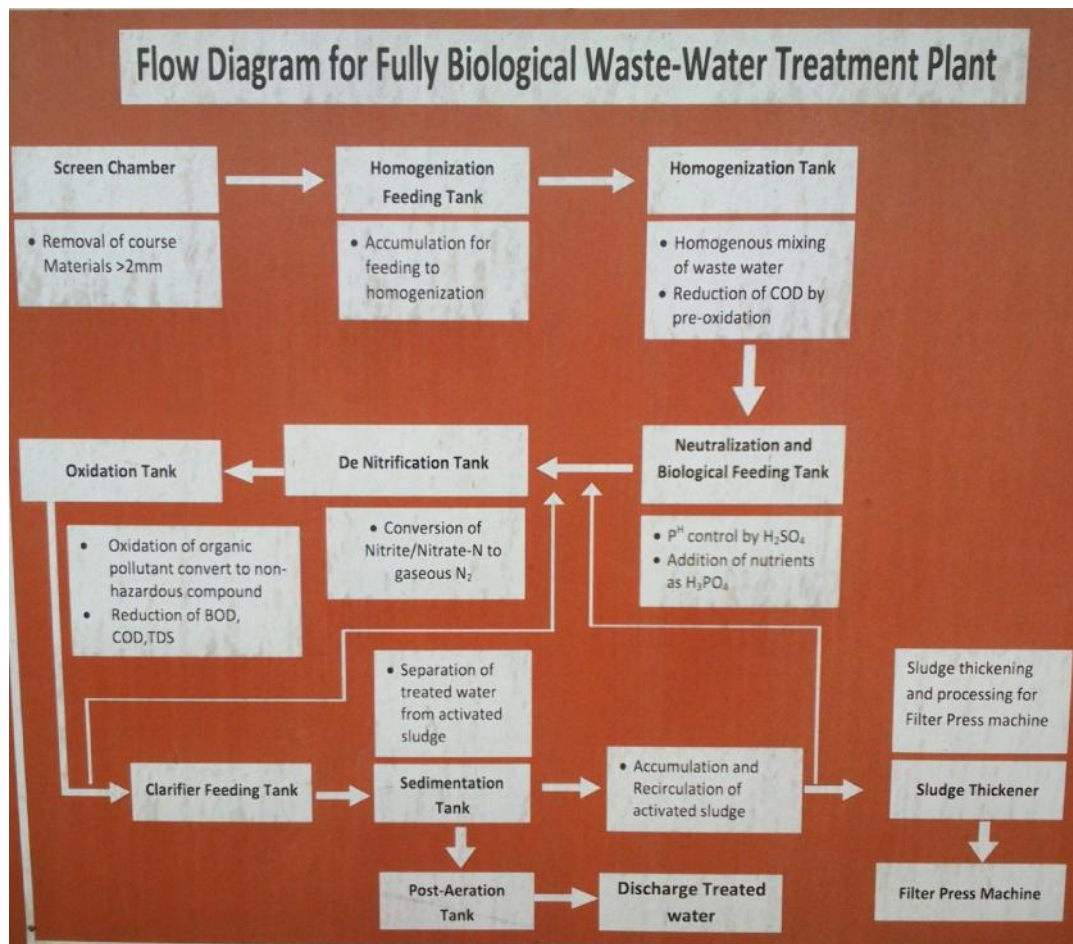 Flow Diagram for Fully Biological Waste-Water Treatment Plant
Screen Chamber
• Removal of course
Materials >2mm
Homogenization
Feeding Tank
• Accumulation for
feeding to
homogenization
Homogenization Tank
• Homogenous mixing
of waste water
• Reduction of COD by
pre-oxidation
Neutralization and
Biological Feeding Tank
• Pᴴ control by H₂SO₄
• Addition of nutrients
as H₃PO₄
De Nitrification Tank
• Conversion of
Nitrite/Nitrate-N to
gaseous N₂
Oxidation Tank
• Oxidation of organic
pollutant convert to non-
hazardous compound
• Reduction of BOD,
COD,TDS
Clarifier Feeding Tank
• Separation of
treated water
from activated
sludge
Sedimentation
Tank
• Accumulation and
Recirculation of
activated sludge
Sludge thickening
and processing for
Filter Press machine
Sludge Thickener
Filter Press Machine
Post-Aeration
Tank
Discharge Treated
water